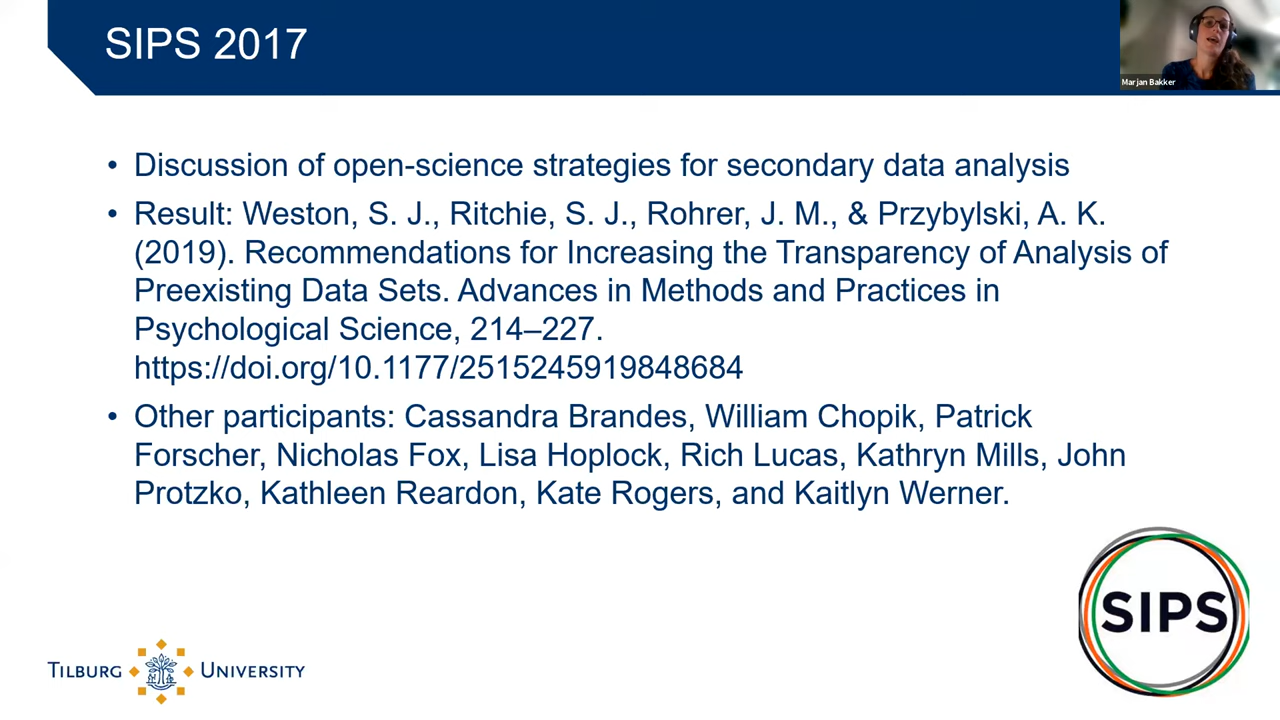 SIPS 2017
Marjan Bakker
• Discussion of open-science strategies for secondary data analysis
• Result: Weston, S. J., Ritchie, S. J., Rohrer, J. M., & Przybylski, A. K.
(2019). Recommendations for Increasing the Transparency of Analysis of
Preexisting Data Sets. Advances in Methods and Practices in
Psychological Science, 214–227.
https://doi.org/10.1177/2515245919848684
• Other participants: Cassandra Brandes, William Chopik, Patrick
Forscher, Nicholas Fox, Lisa Hoplock, Rich Lucas, Kathryn Mills, John
Protzko, Kathleen Reardon, Kate Rogers, and Kaitlyn Werner.
SIPS
TILBURG UNIVERSITY